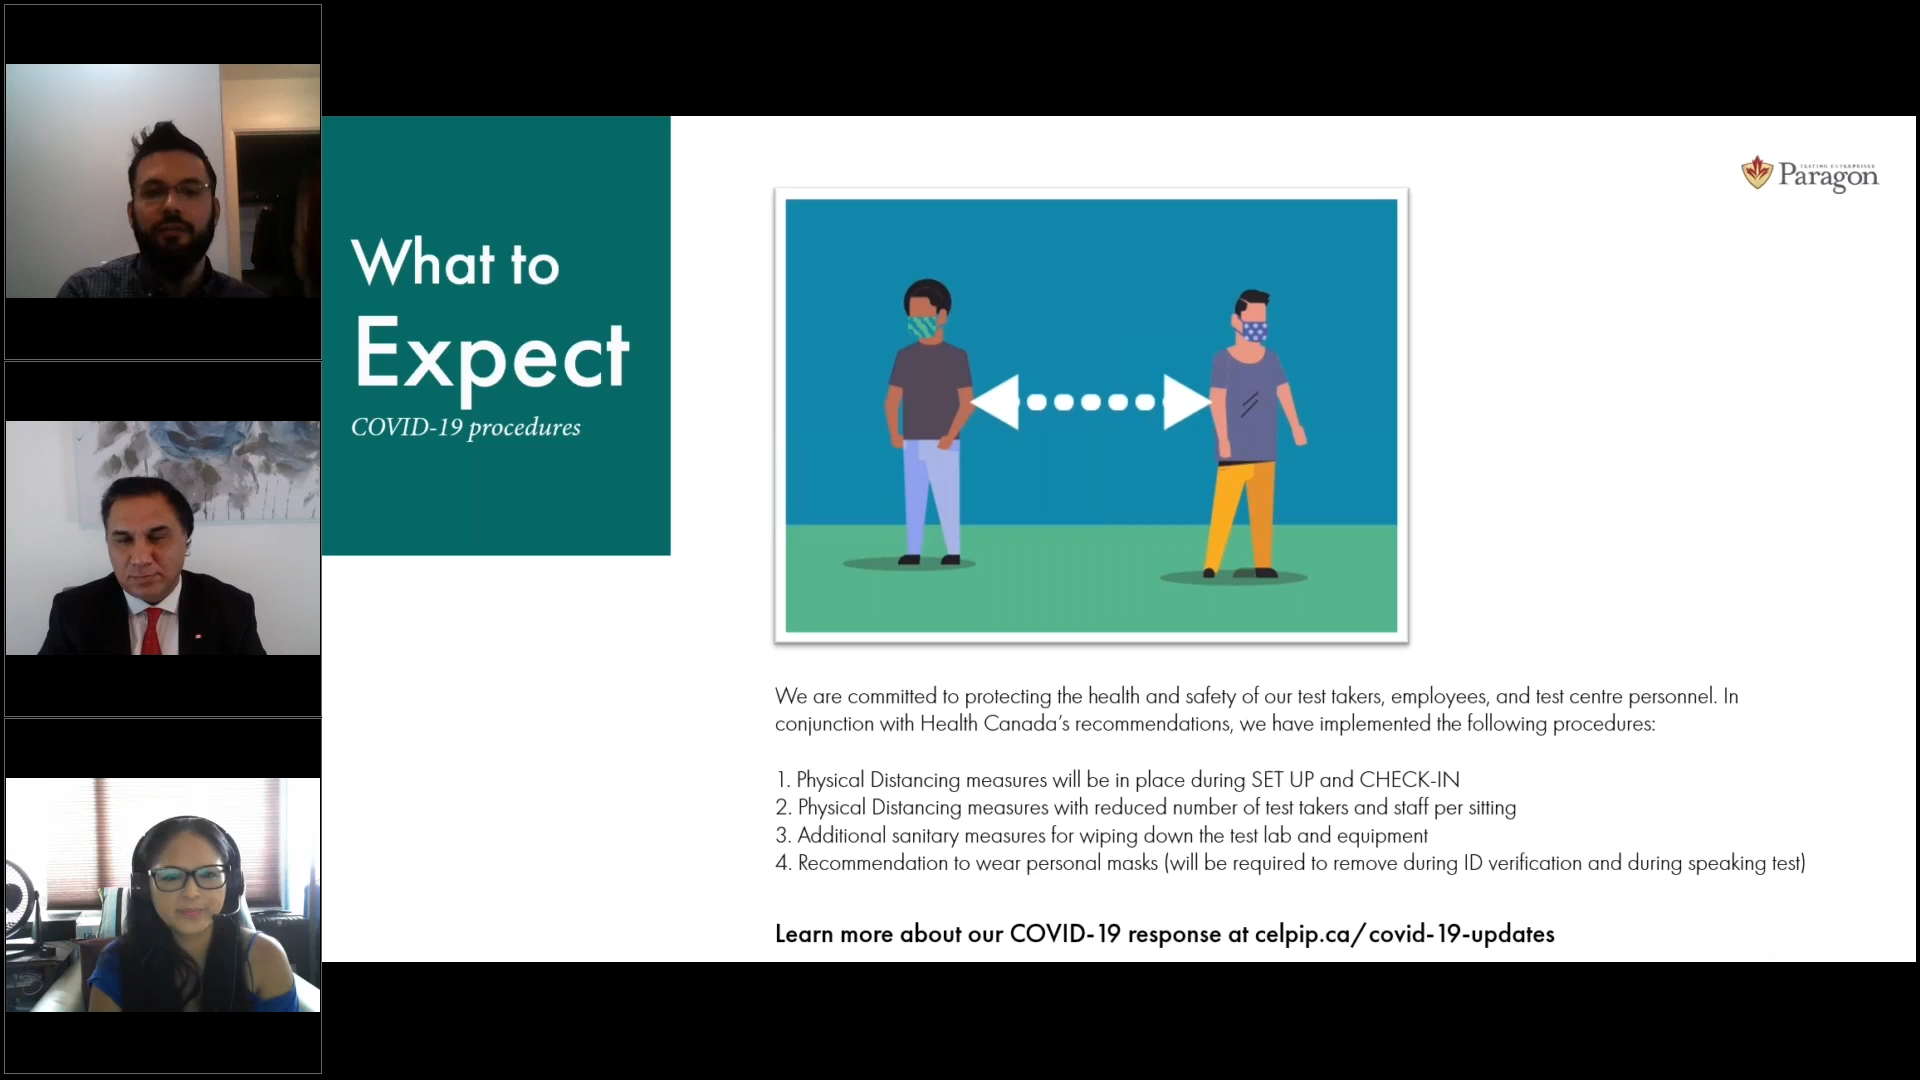 What to
Expect
COVID-19 procedures
TESTING ENTERPRISES
Paragon
We are committed to protecting the health and safety of our test takers, employees, and test centre personnel. In
conjunction with Health Canada's recommendations, we have implemented the following procedures:
1. Physical Distancing measures will be in place during SET UP and CHECK-IN
2. Physical Distancing measures with reduced number of test takers and staff per sitting
3. Additional sanitary measures for wiping down the test lab and equipment
4. Recommendation to wear personal masks (will be required to remove during ID verification and during speaking test)
Learn more about our COVID-19 response at celpip.ca/covid-19-updates